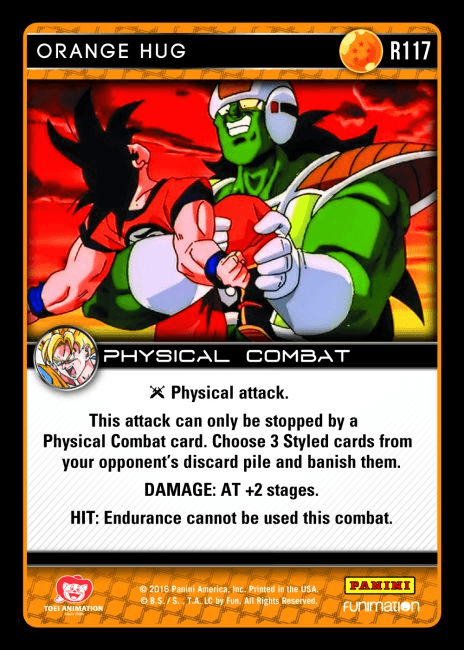 ORANGE HUG
R117
PHYSICAL COMBAT
Physical attack.
This attack can only be stopped by a
Physical Combat card. Choose 3 Styled cards from
your opponent's discard pile and banish them.
DAMAGE: AT +2 stages.
HIT: Endurance cannot be used this combat.
TOEI ANIMATION
© 2016 Panini America, Inc. Printed in the USA.
© B.S. / S. , T.A. LC by Fun. All Rights Reserved.
PANINI
FUNIMATION